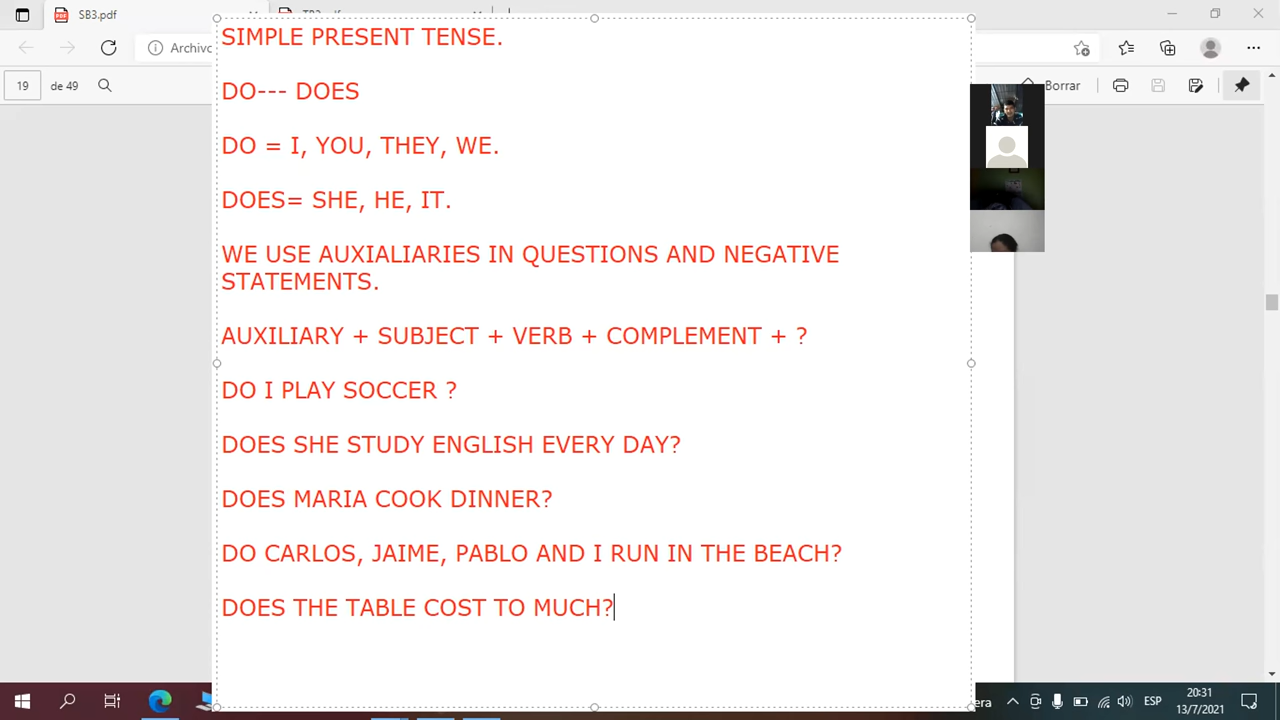 SB3.pdf
Archivo
19 de 49
Borrar
SIMPLE PRESENT TENSE.
DO--- DOES
DO = I, YOU, THEY, WE.
DOES= SHE, HE, IT.
WE USE AUXIALIARIES IN QUESTIONS AND NEGATIVE
STATEMENTS.
AUXILIARY + SUBJECT + VERB + COMPLEMENT + ?
DO I PLAY SOCCER ?
DOES SHE STUDY ENGLISH EVERY DAY?
DOES MARIA COOK DINNER?
DO CARLOS, JAIME, PABLO AND I RUN IN THE BEACH?
DOES THE TABLE COST TO MUCH?
ESP
20:31
13/7/2021